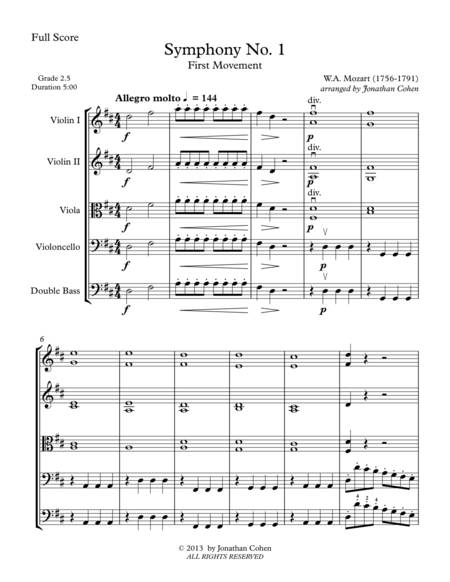 Full Score
Symphony No. 1
First Movement
Grade 2.5
Duration 5:00
W.A. Mozart (1756-1791)
arranged by Jonathan Cohen
Allegro molto ♩ = 144
div.
Violin I
f
p
div.
Violin II
f
p
div.
Viola
f
p
Violoncello
f
p
Double Bass
f
p
6
© 2013 by Jonathan Cohen
ALL RIGHTS RESERVED